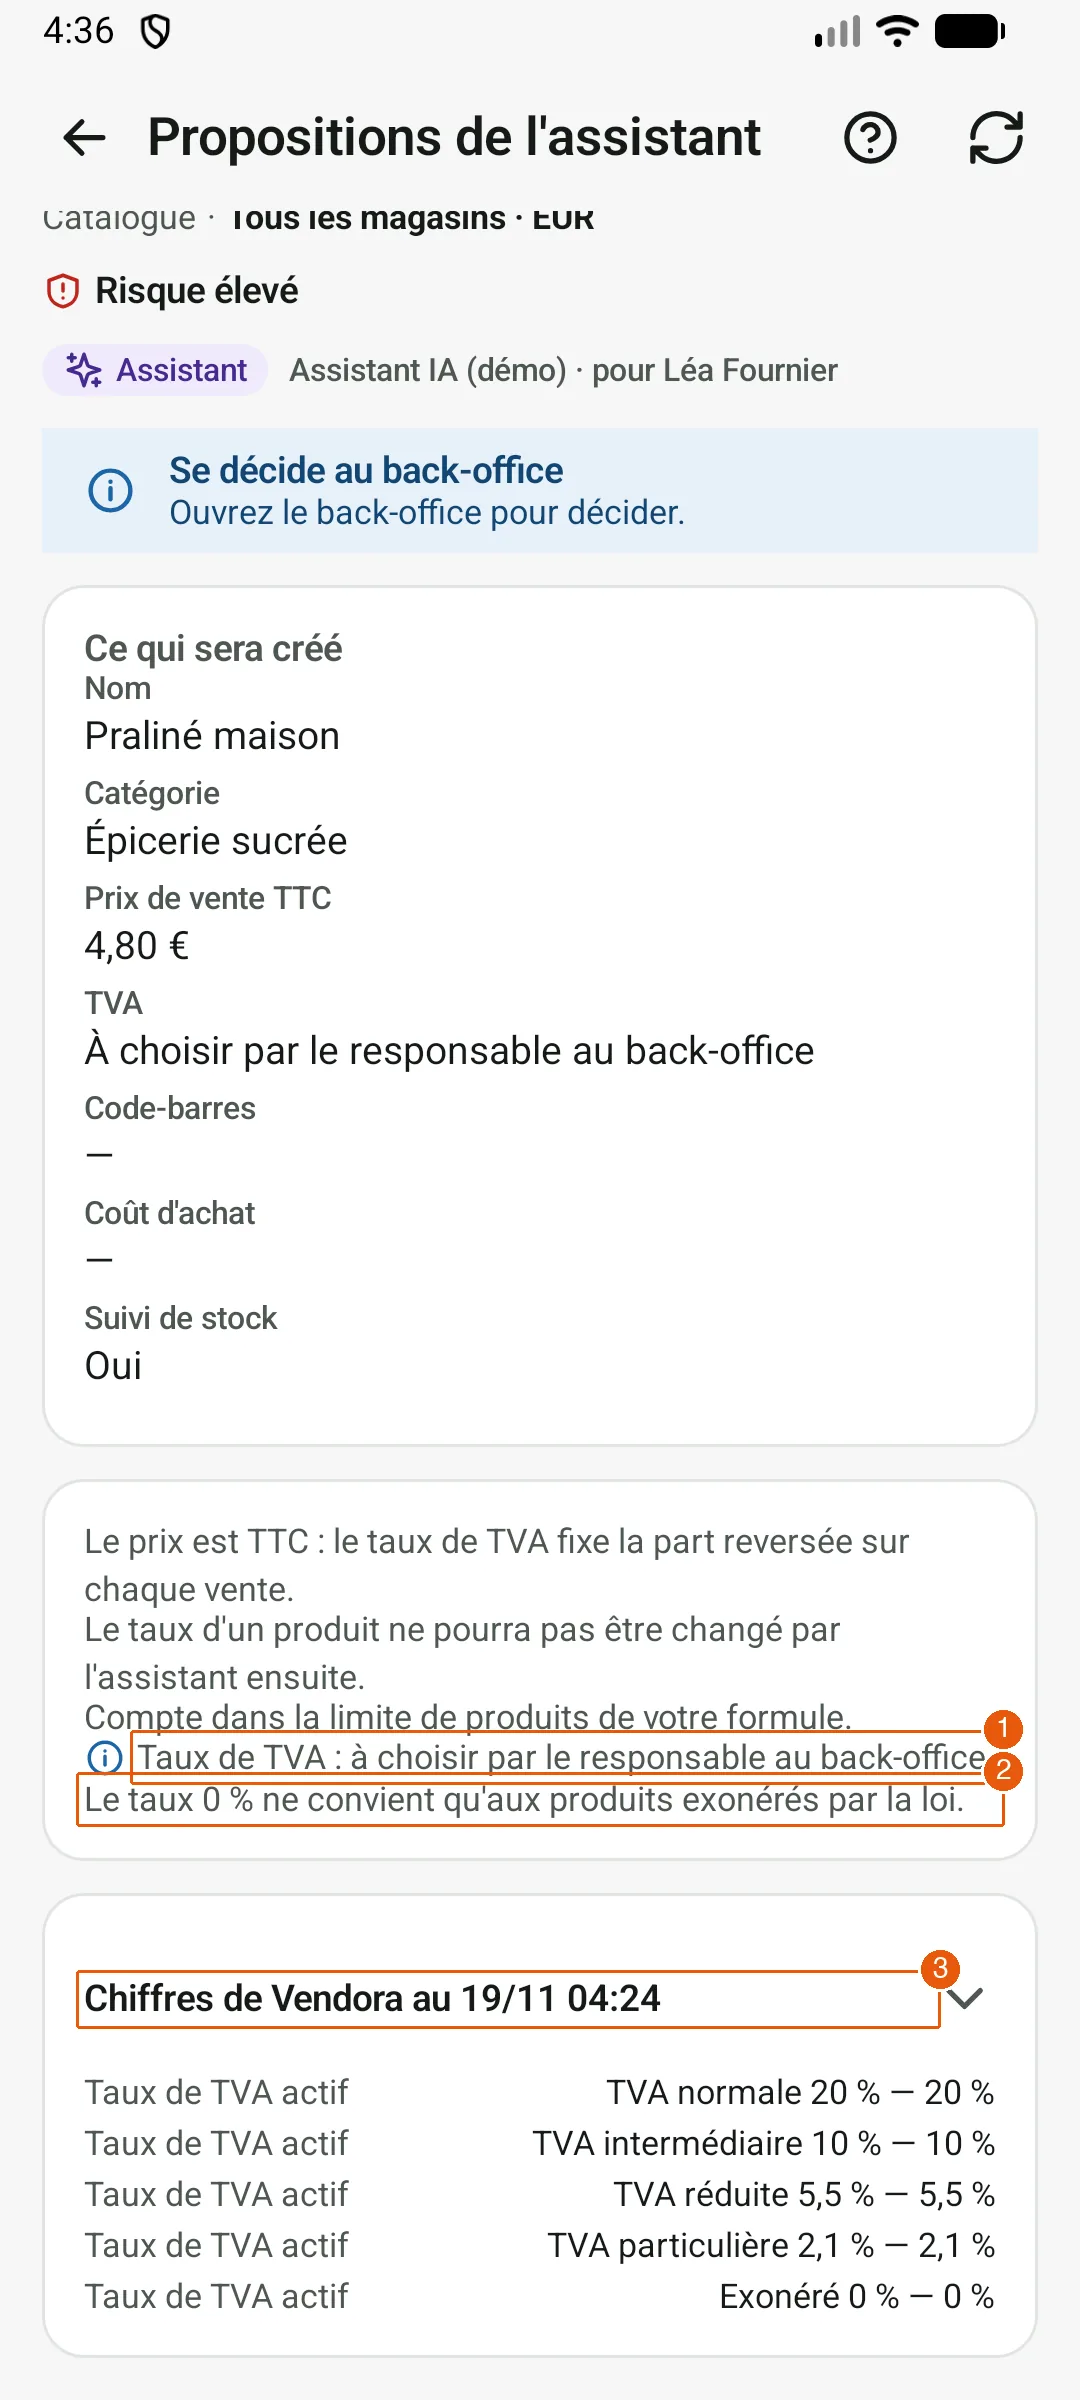 4:36
Propositions de l'assistant
Catalogue · Tous les magasins · EUR
Risque élevé
Assistant Assistant IA (démo) · pour Léa Fournier
Se décide au back-office
Ouvrez le back-office pour décider.
Ce qui sera créé
Nom
Praliné maison
Catégorie
Épicerie sucrée
Prix de vente TTC
4,80 €
TVA
À choisir par le responsable au back-office
Code-barres
—
Coût d'achat
—
Suivi de stock
Oui
Le prix est TTC : le taux de TVA fixe la part reversée sur
chaque vente.
Le taux d'un produit ne pourra pas être changé par
l'assistant ensuite.
Compte dans la limite de produits de votre formule.
1
Taux de TVA : à choisir par le responsable au back-office
2
Le taux 0 % ne convient qu'aux produits exonérés par la loi.
3
Chiffres de Vendora au 19/11 04:24
Taux de TVA actif TVA normale 20 % — 20 %
Taux de TVA actif TVA intermédiaire 10 % — 10 %
Taux de TVA actif TVA réduite 5,5 % — 5,5 %
Taux de TVA actif TVA particulière 2,1 % — 2,1 %
Taux de TVA actif Exonéré 0 % — 0 %